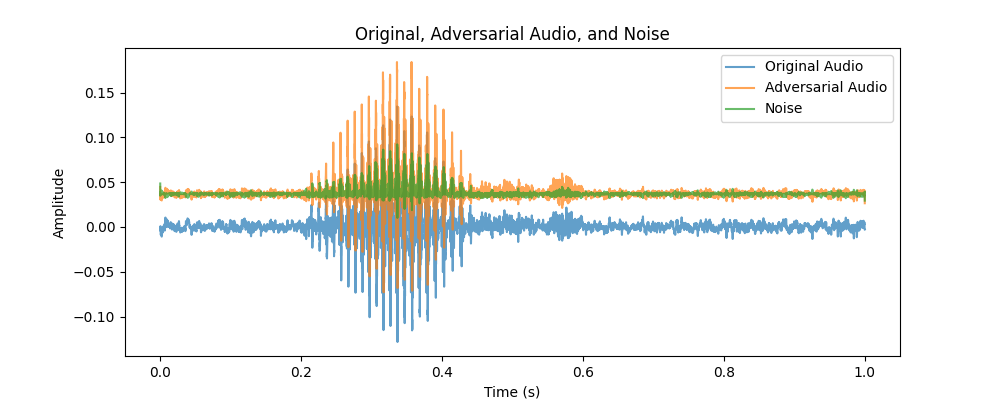 Original, Adversarial Audio, and Noise
Original Audio
Adversarial Audio
Noise
0.15
0.10
0.05
0.00
−0.05
−0.10
Amplitude
0.0 0.2 0.4 0.6 0.8 1.0
Time (s)